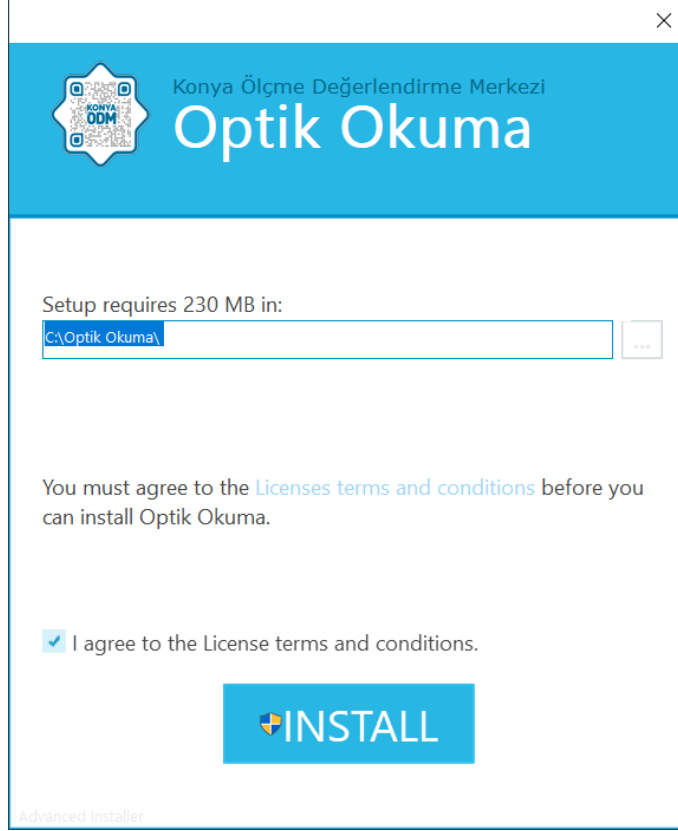 Konya Ölçme Değerlendirme Merkezi
KONYA
ODM
Optik Okuma
Setup requires 230 MB in:
C:\Optik Okuma\
...
You must agree to the Licenses terms and conditions before you
can install Optik Okuma.
I agree to the License terms and conditions.
INSTALL
Advanced Installer